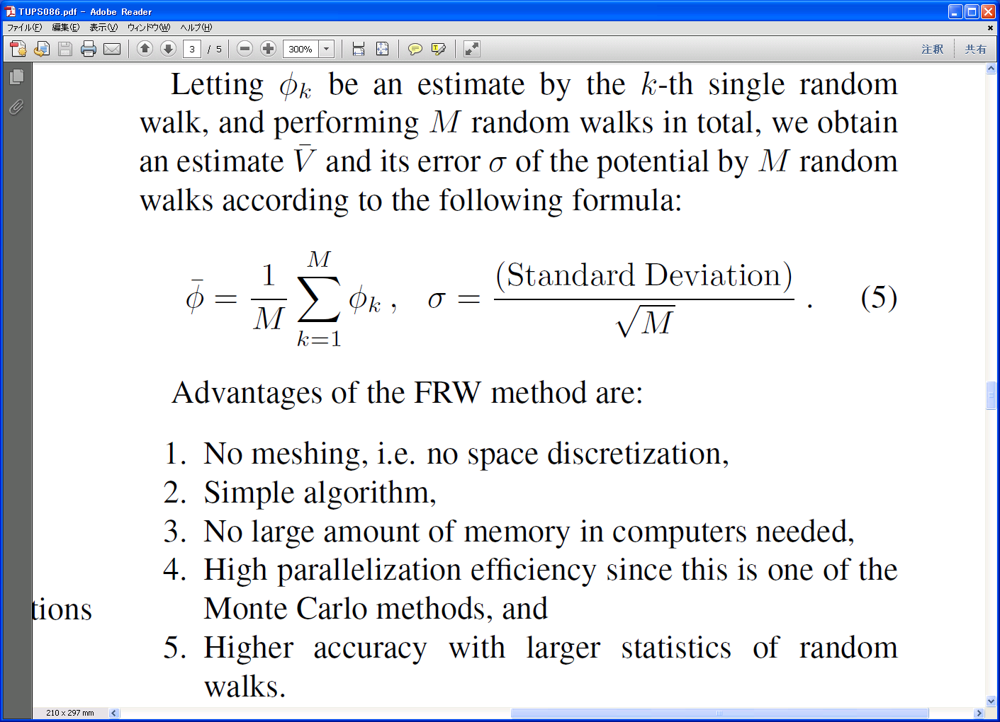 TUPS086.pdf - Adobe Reader
ファイル(F) 編集(E) 表示(V) ウィンドウ(W) ヘルプ(H)
3 / 5 300% 注釈 共有
Letting ϕₖ be an estimate by the k-th single random
walk, and performing M random walks in total, we obtain
an estimate V̄ and its error σ of the potential by M random
walks according to the following formula:
ϕ̄ = 1/M ∑_{k=1}^{M} ϕₖ , σ = (Standard Deviation)/√M . (5)
Advantages of the FRW method are:
1. No meshing, i.e. no space discretization,
2. Simple algorithm,
3. No large amount of memory in computers needed,
4. High parallelization efficiency since this is one of the
tions
Monte Carlo methods, and
5. Higher accuracy with larger statistics of random
walks.
210 x 297 mm